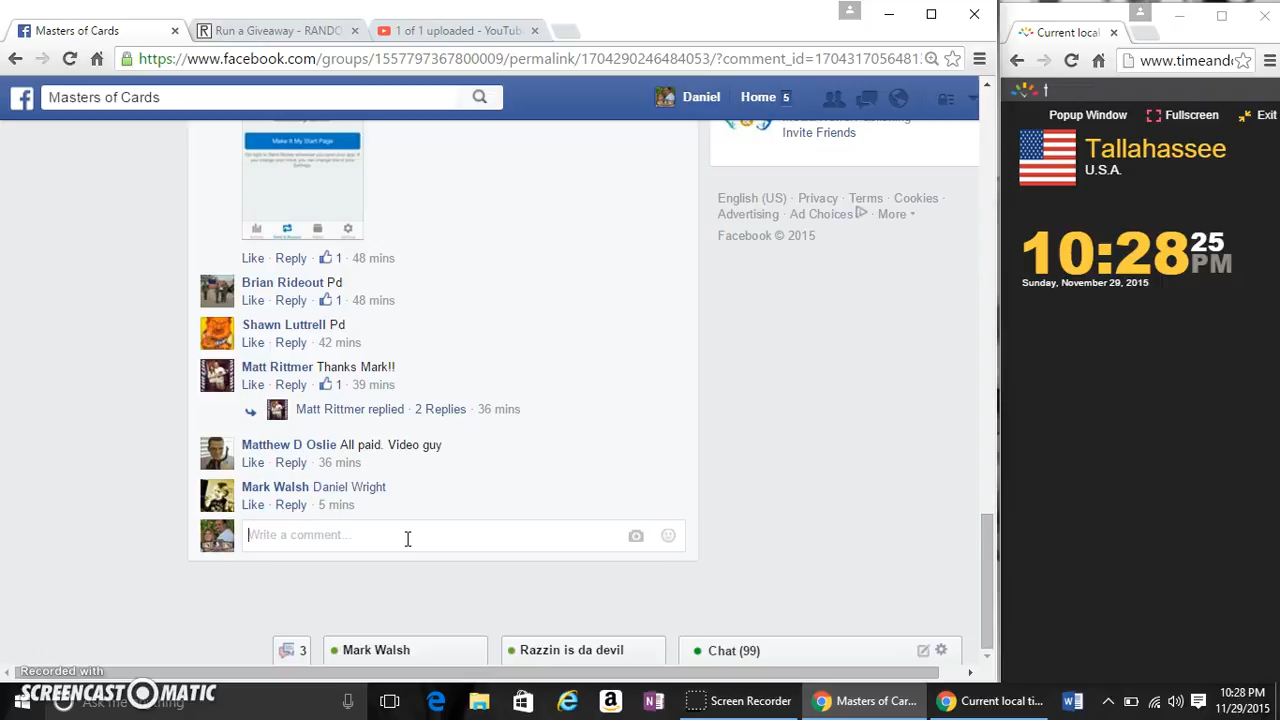 Masters of Cards
Run a Giveaway - RANDO
1 of 1 uploaded - YouTub
Current local
https://www.facebook.com/groups/1557797367800009/permalink/1704290246484053/?comment_id=1704317056481
www.timeand
Masters of Cards
Daniel
Home 5
Popup Window
Fullscreen
Exit
Make It My Start Page
Invite Friends
Tallahassee
U.S.A.
English (US) · Privacy · Terms · Cookies ·
Advertising · Ad Choices · More
Facebook © 2015
10:28 25 PM
Sunday, November 29, 2015
Like · Reply · 1 · 48 mins
Brian Rideout Pd
Like · Reply · 1 · 48 mins
Shawn Luttrell Pd
Like · Reply · 42 mins
Matt Rittmer Thanks Mark!!
Like · Reply · 1 · 39 mins
Matt Rittmer replied · 2 Replies · 36 mins
Matthew D Oslie All paid. Video guy
Like · Reply · 36 mins
Mark Walsh Daniel Wright
Like · Reply · 5 mins
Write a comment...
3
Mark Walsh
Razzin is da devil
Chat (99)
Recorded with
SCREENCAST-O-MATIC
Ask me anything
Screen Recorder
Masters of Car...
Current local ti...
10:28 PM
11/29/2015